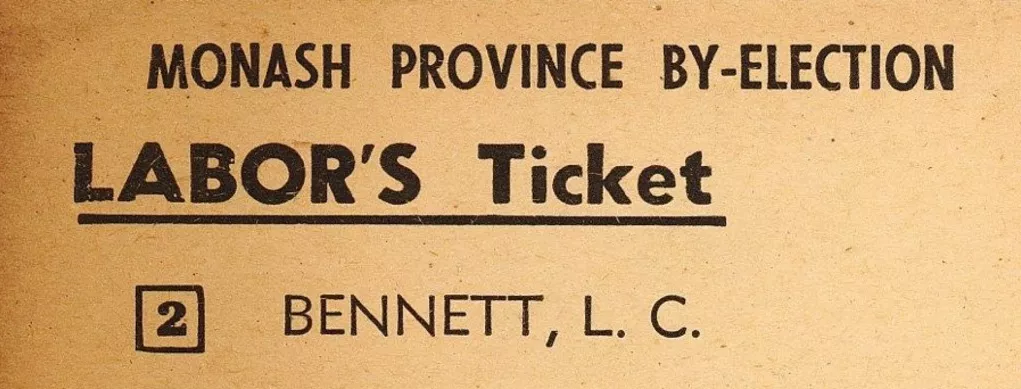 MONASH PROVINCE BY-ELECTION
LABOR'S Ticket
2 BENNETT, L. C.